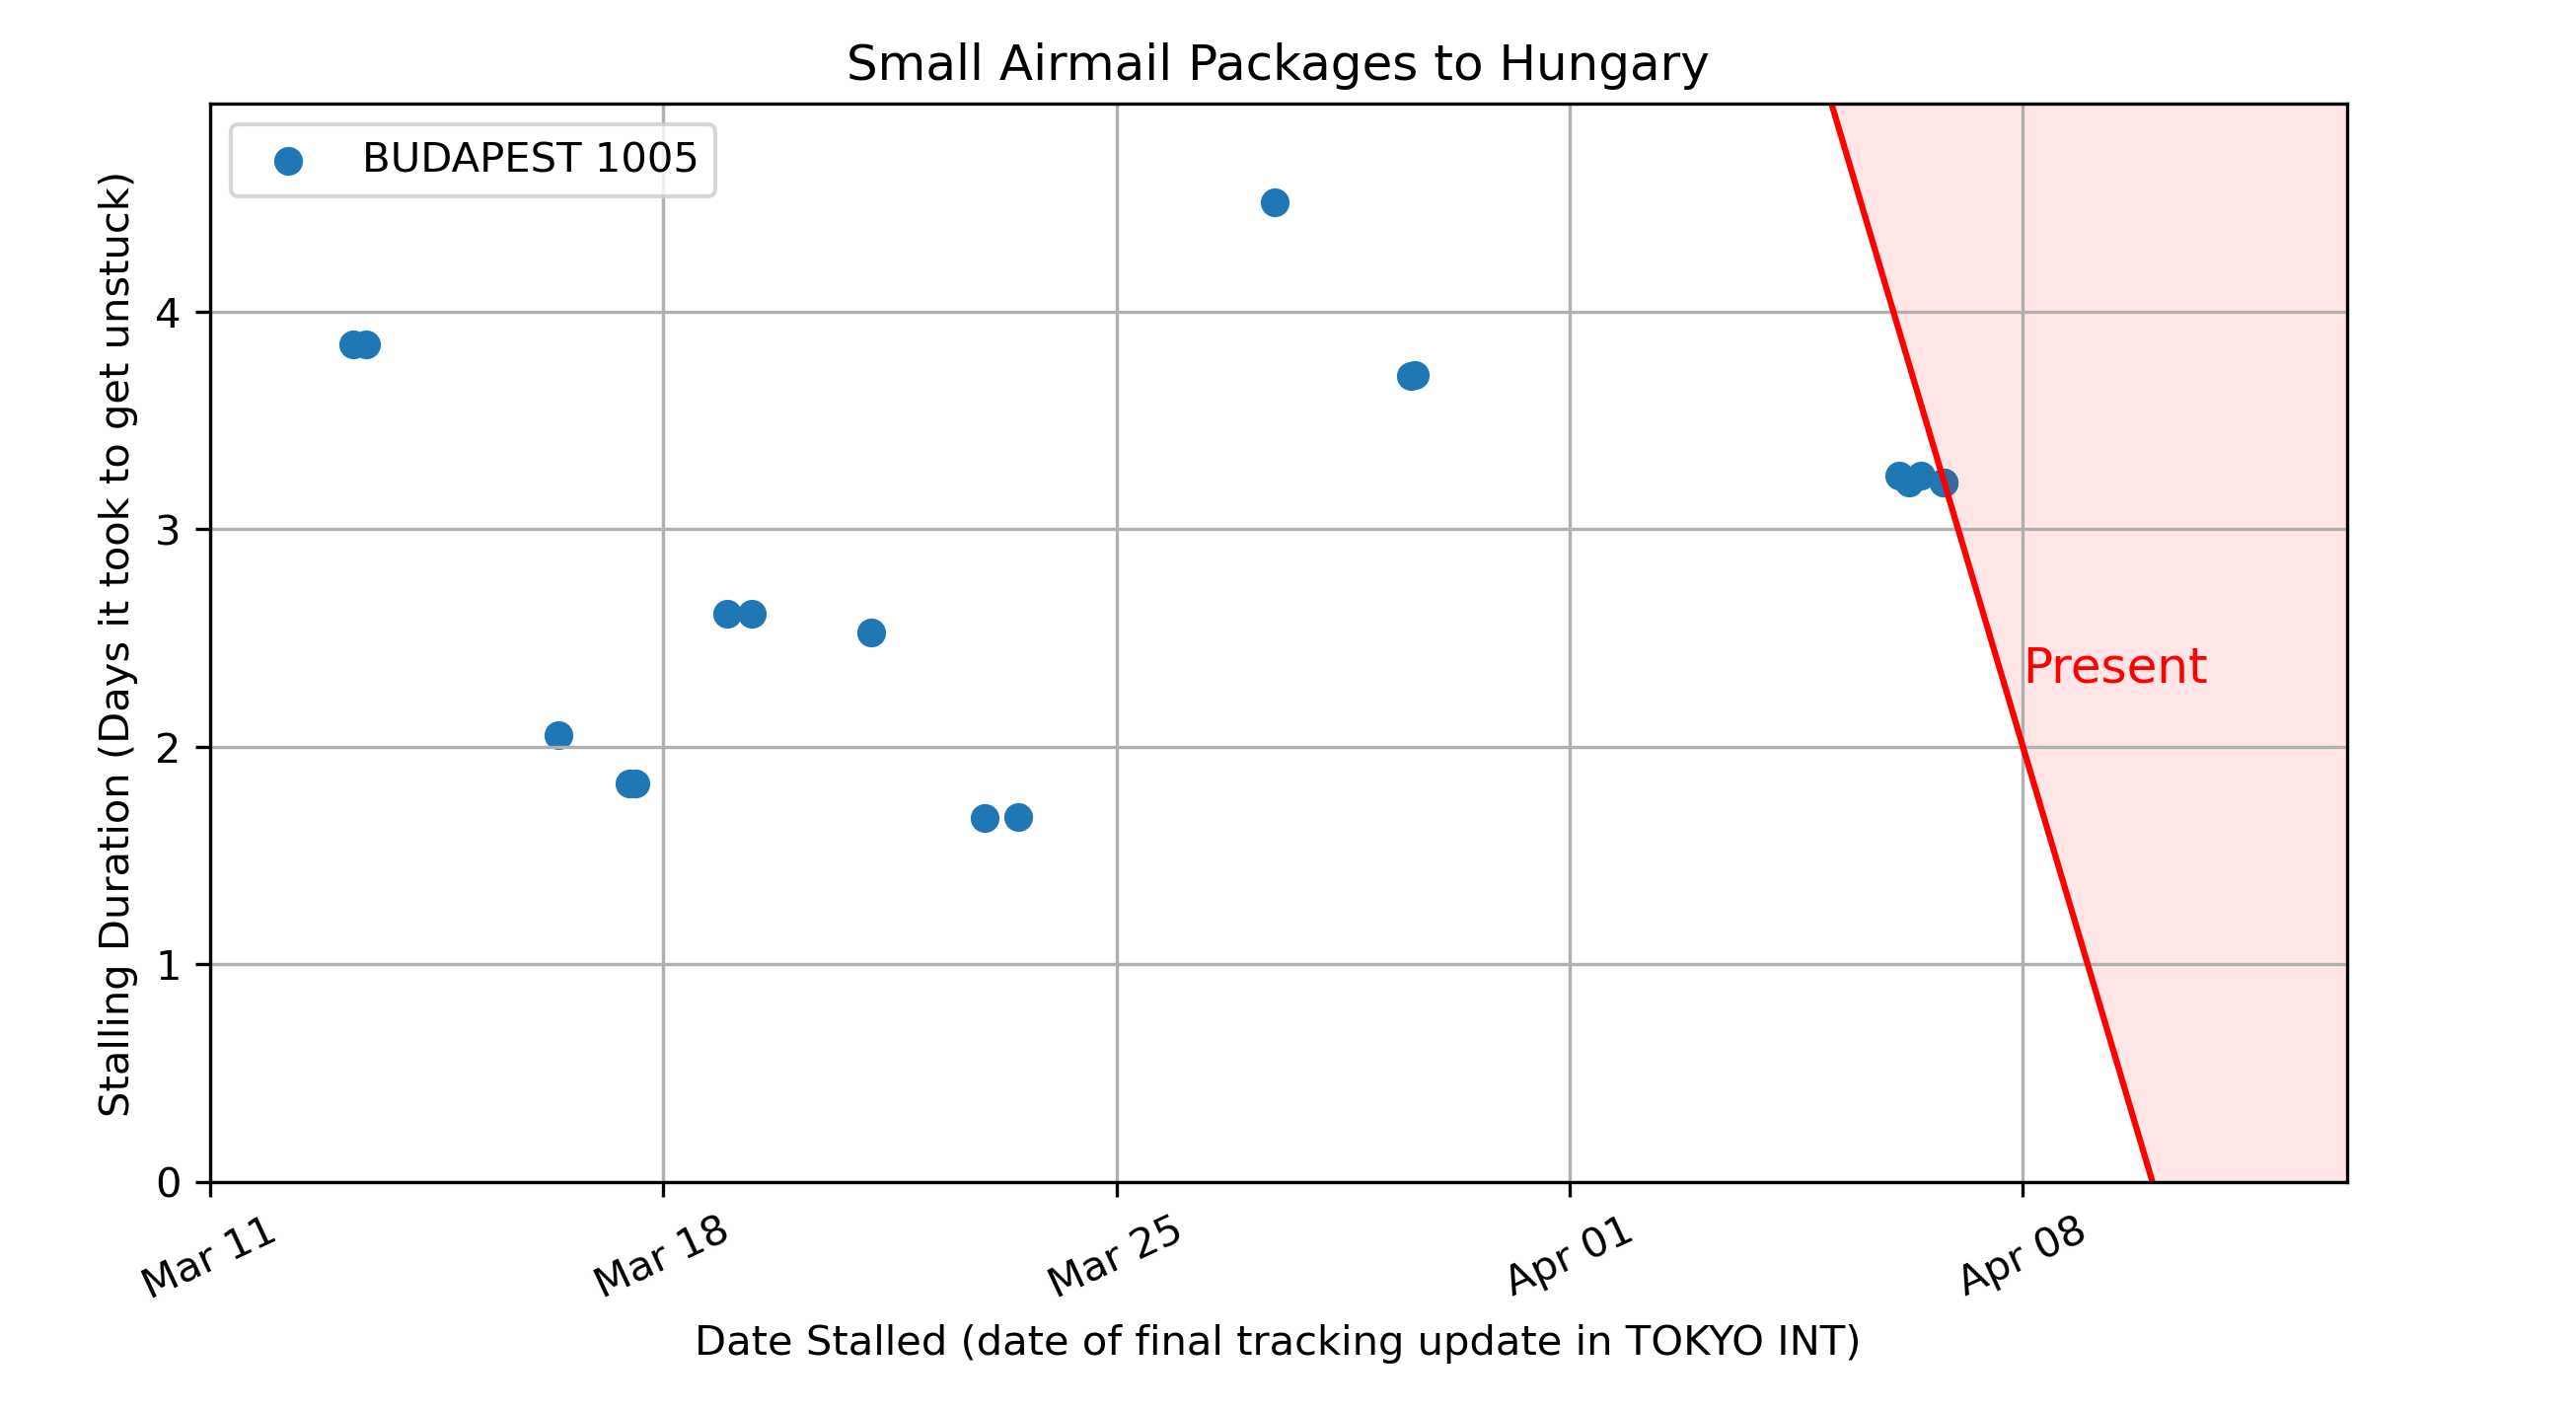 Small Airmail Packages to Hungary
BUDAPEST 1005
Stalling Duration (Days it took to get unstuck)
4
3
2
1
0
Present
Mar 11
Mar 18
Mar 25
Apr 01
Apr 08
Date Stalled (date of final tracking update in TOKYO INT)